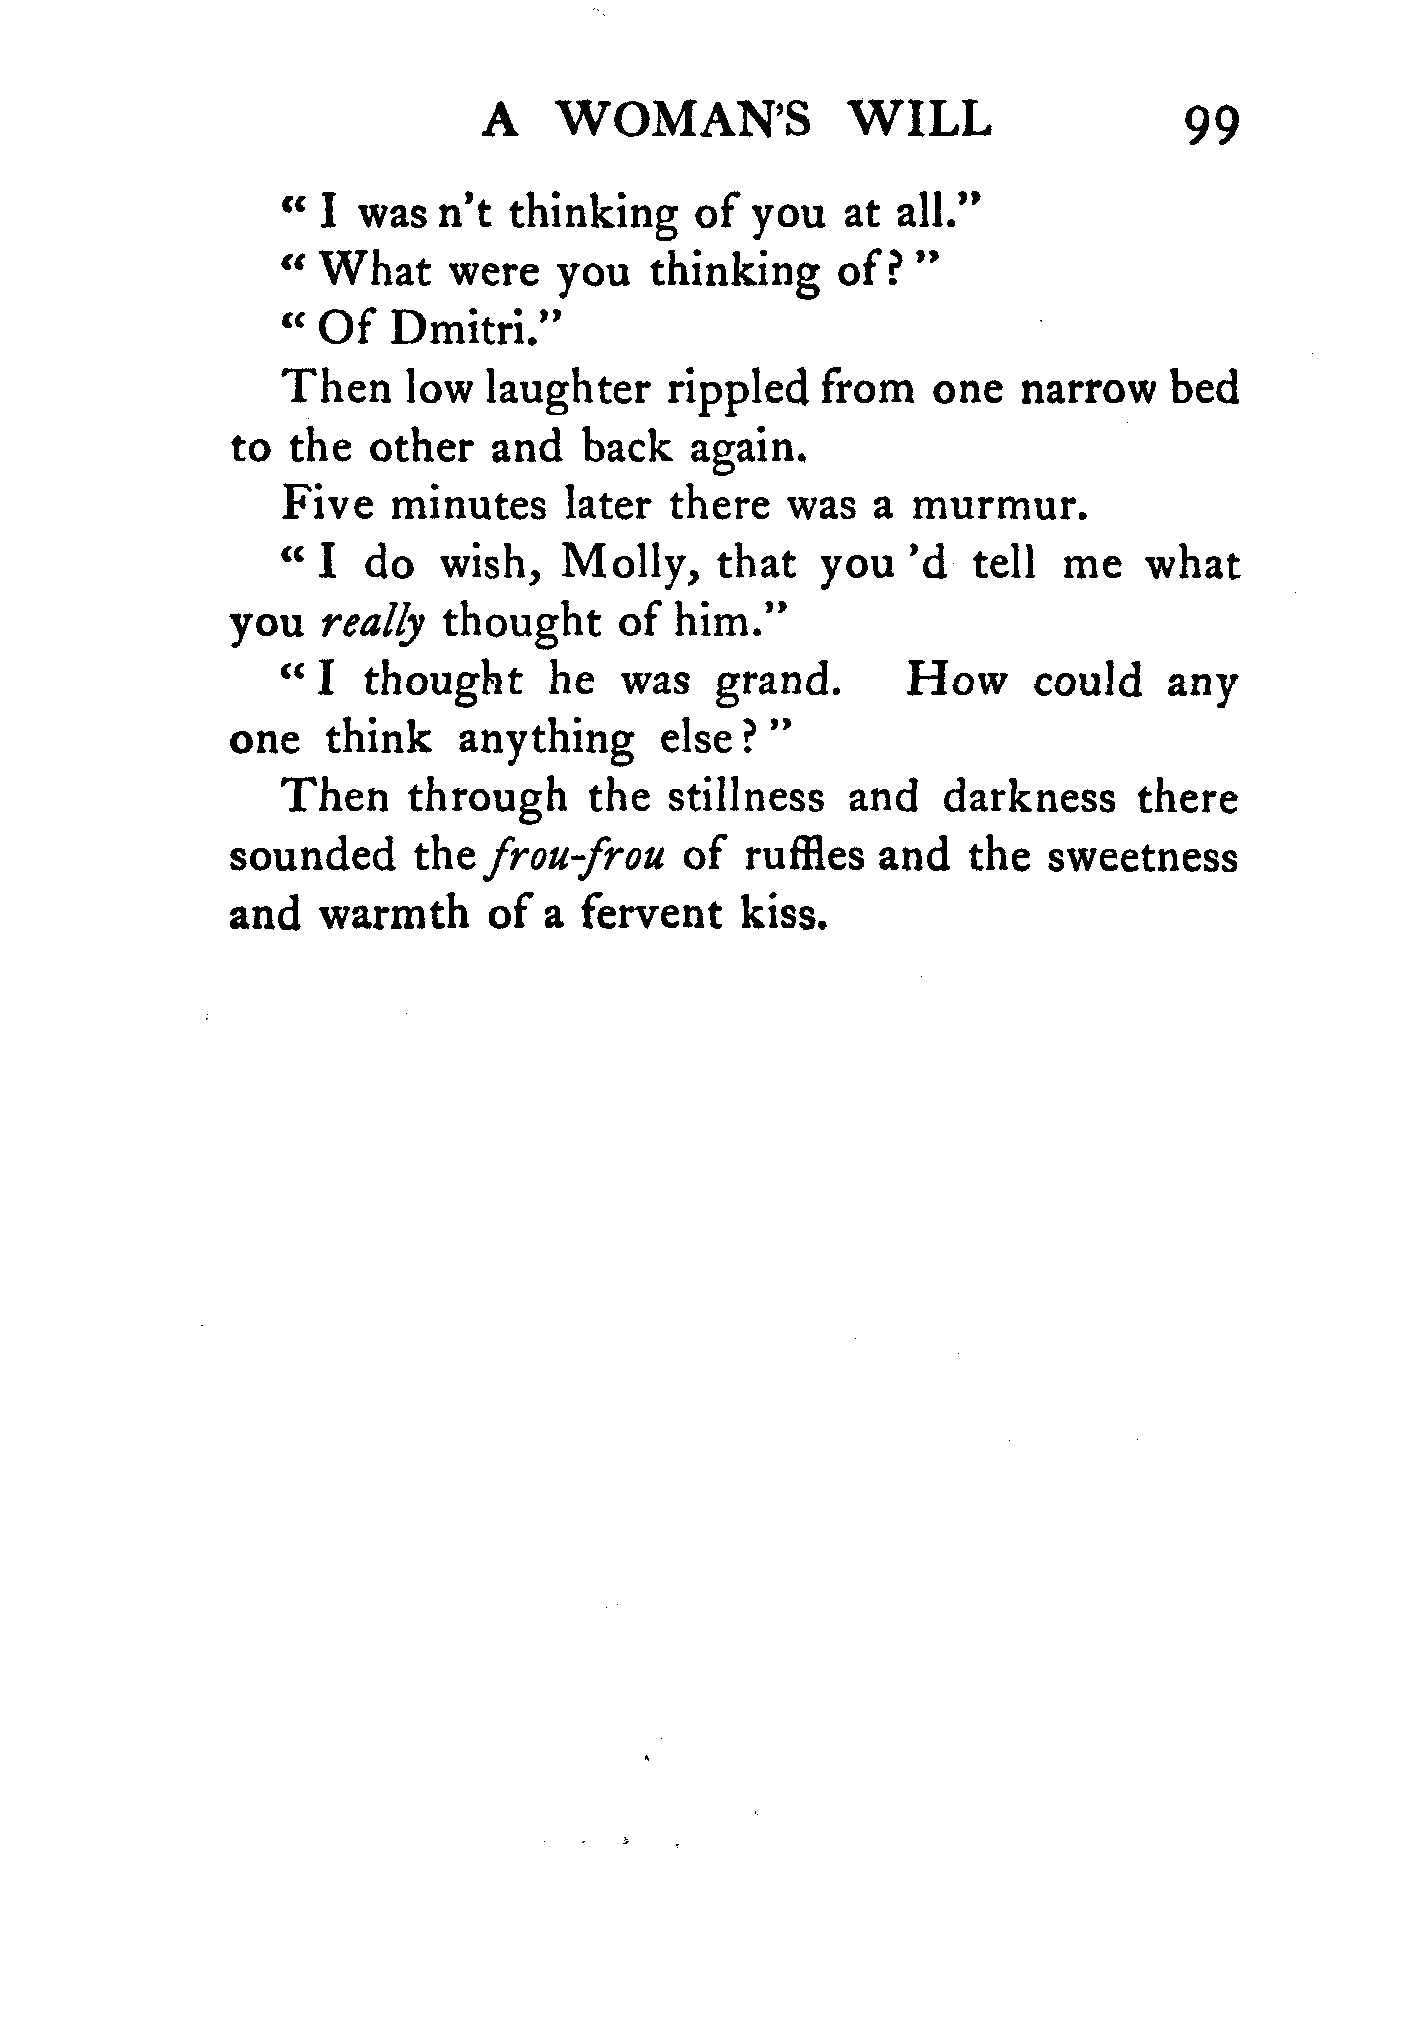 A WOMAN'S WILL 99
“ I was n't thinking of you at all.”
“ What were you thinking of? ”
“ Of Dmitri.”
Then low laughter rippled from one narrow bed
to the other and back again.
Five minutes later there was a murmur.
“ I do wish, Molly, that you 'd tell me what
you really thought of him.”
“ I thought he was grand. How could any
one think anything else? ”
Then through the stillness and darkness there
sounded the frou-frou of ruffles and the sweetness
and warmth of a fervent kiss.